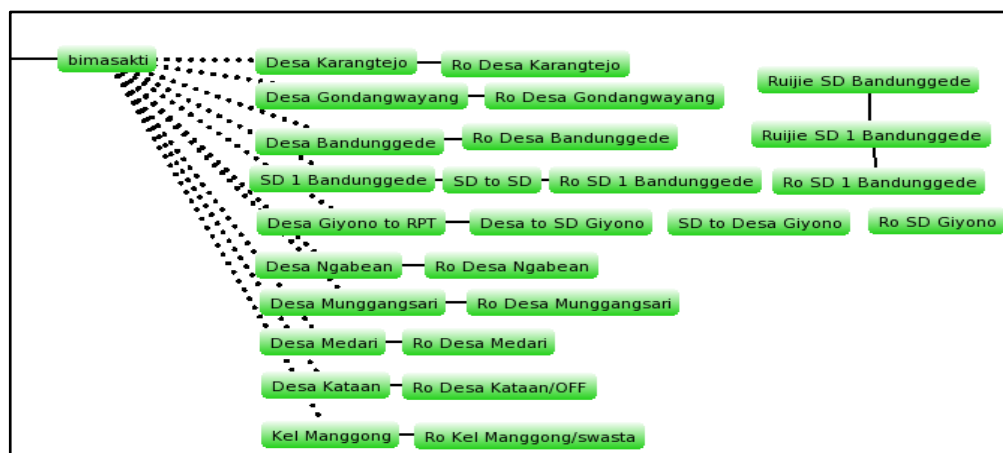 bimasakti
Desa Karangtejo
Ro Desa Karangtejo
Desa Gondangwayang
Ro Desa Gondangwayang
Desa Bandunggede
Ro Desa Bandunggede
SD 1 Bandunggede
SD to SD
Ro SD 1 Bandunggede
Desa Giyono to RPT
Desa to SD Giyono
SD to Desa Giyono
Ro SD Giyono
Desa Ngabean
Ro Desa Ngabean
Desa Munggangsari
Ro Desa Munggangsari
Desa Medari
Ro Desa Medari
Desa Kataan
Ro Desa Kataan/OFF
Kel Manggong
Ro Kel Manggong/swasta
Ruijie SD Bandunggede
Ruijie SD 1 Bandunggede
Ro SD 1 Bandunggede